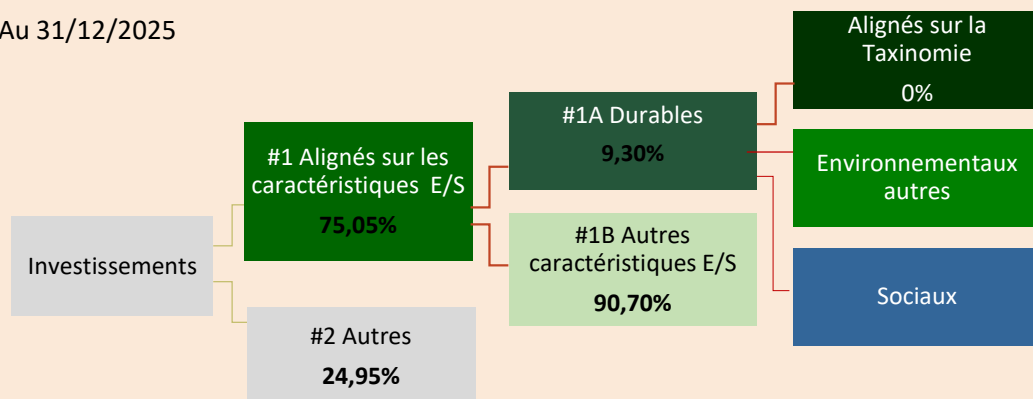 Au 31/12/2025
Investissements
#1 Alignés sur les
caractéristiques E/S
75,05%
#2 Autres
24,95%
#1A Durables
9,30%
#1B Autres
caractéristiques E/S
90,70%
Alignés sur la
Taxinomie
0%
Environnementaux
autres
Sociaux